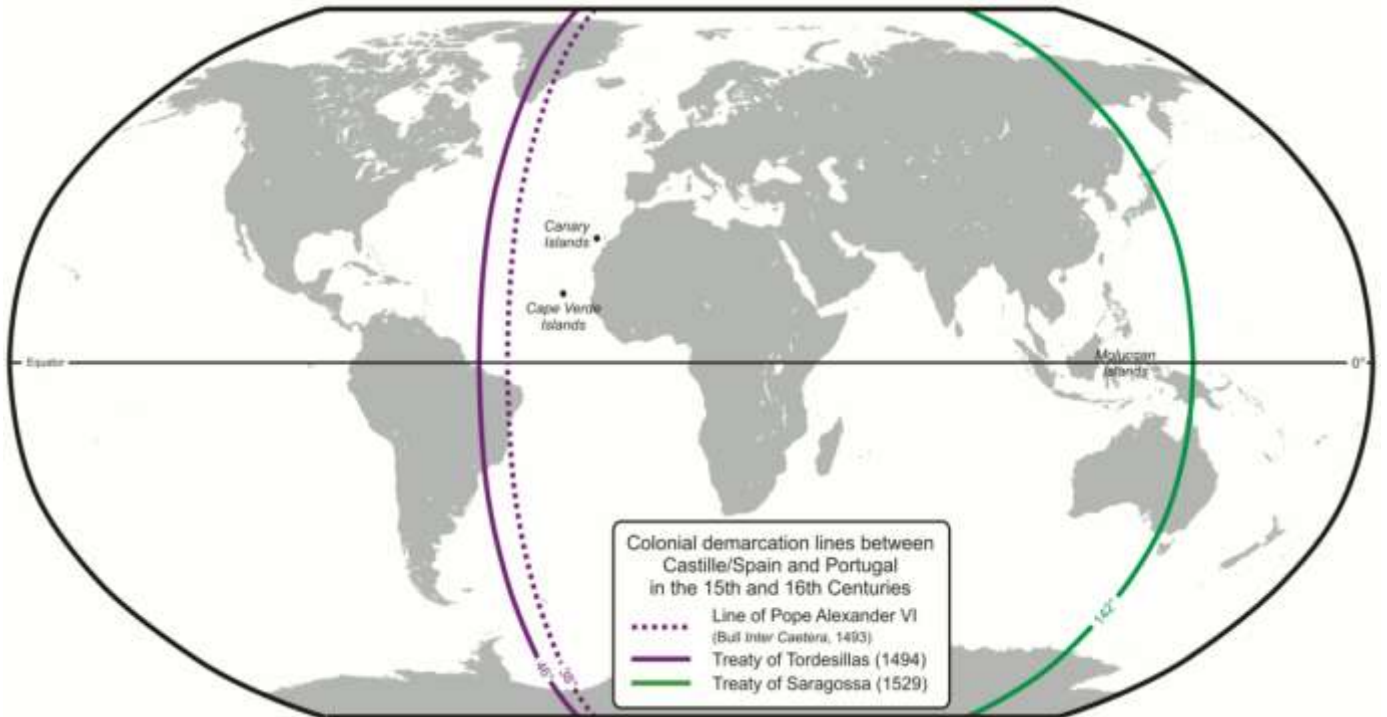 Canary
Islands
Cape Verde
Islands
Equator
0°
Moluccan
Islands
Colonial demarcation lines between
Castille/Spain and Portugal
in the 15th and 16th Centuries
Line of Pope Alexander VI
(Bull Inter Caetera, 1493)
Treaty of Tordesillas (1494)
Treaty of Saragossa (1529)
142°
46°
38°